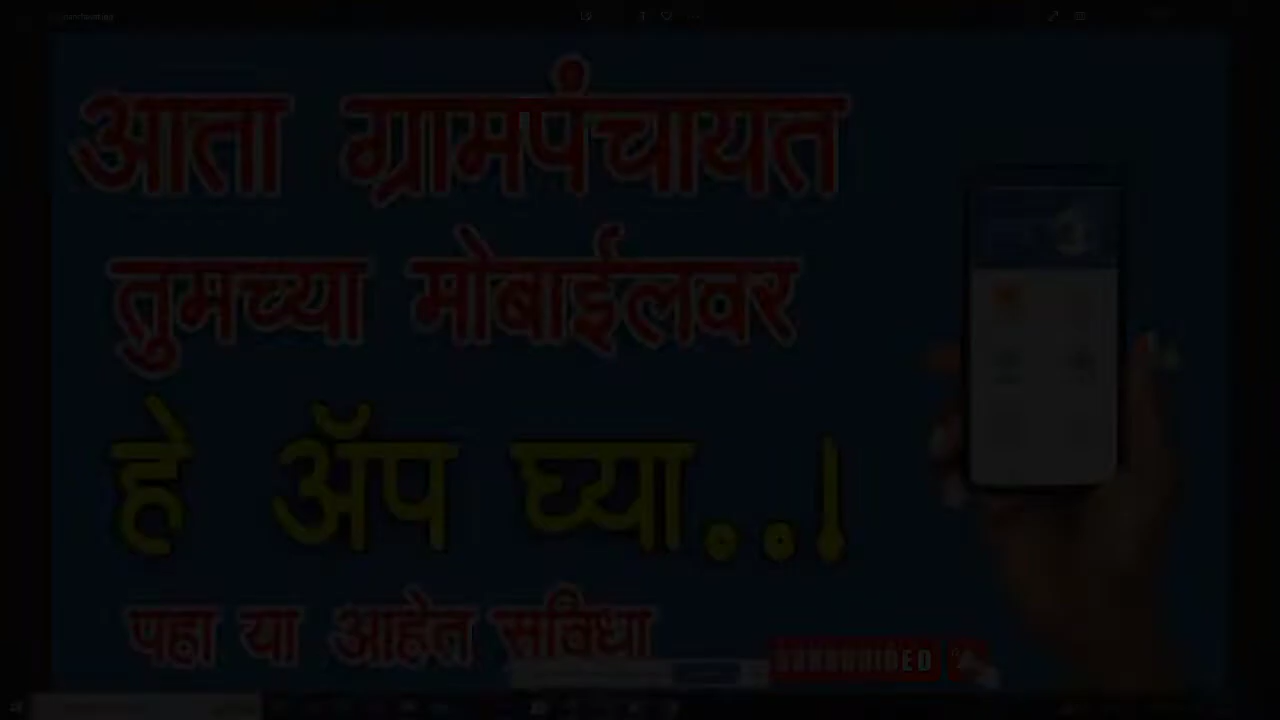 आता ग्रामपंचायत
तुमच्या मोबाईलवर
हे ॲप घ्या..!
पहा या आहेत सुविधा